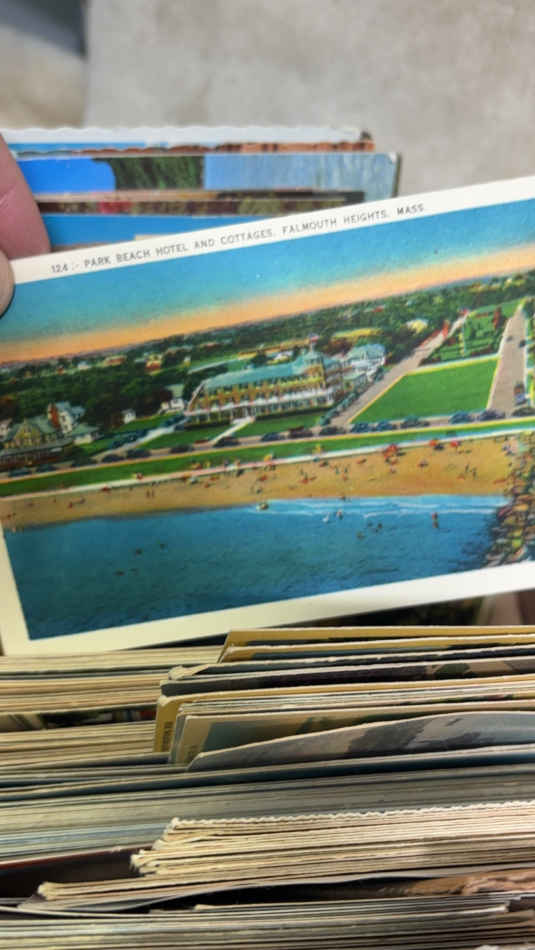 124:- PARK BEACH HOTEL AND COTTAGES, FALMOUTH HEIGHTS, MASS.